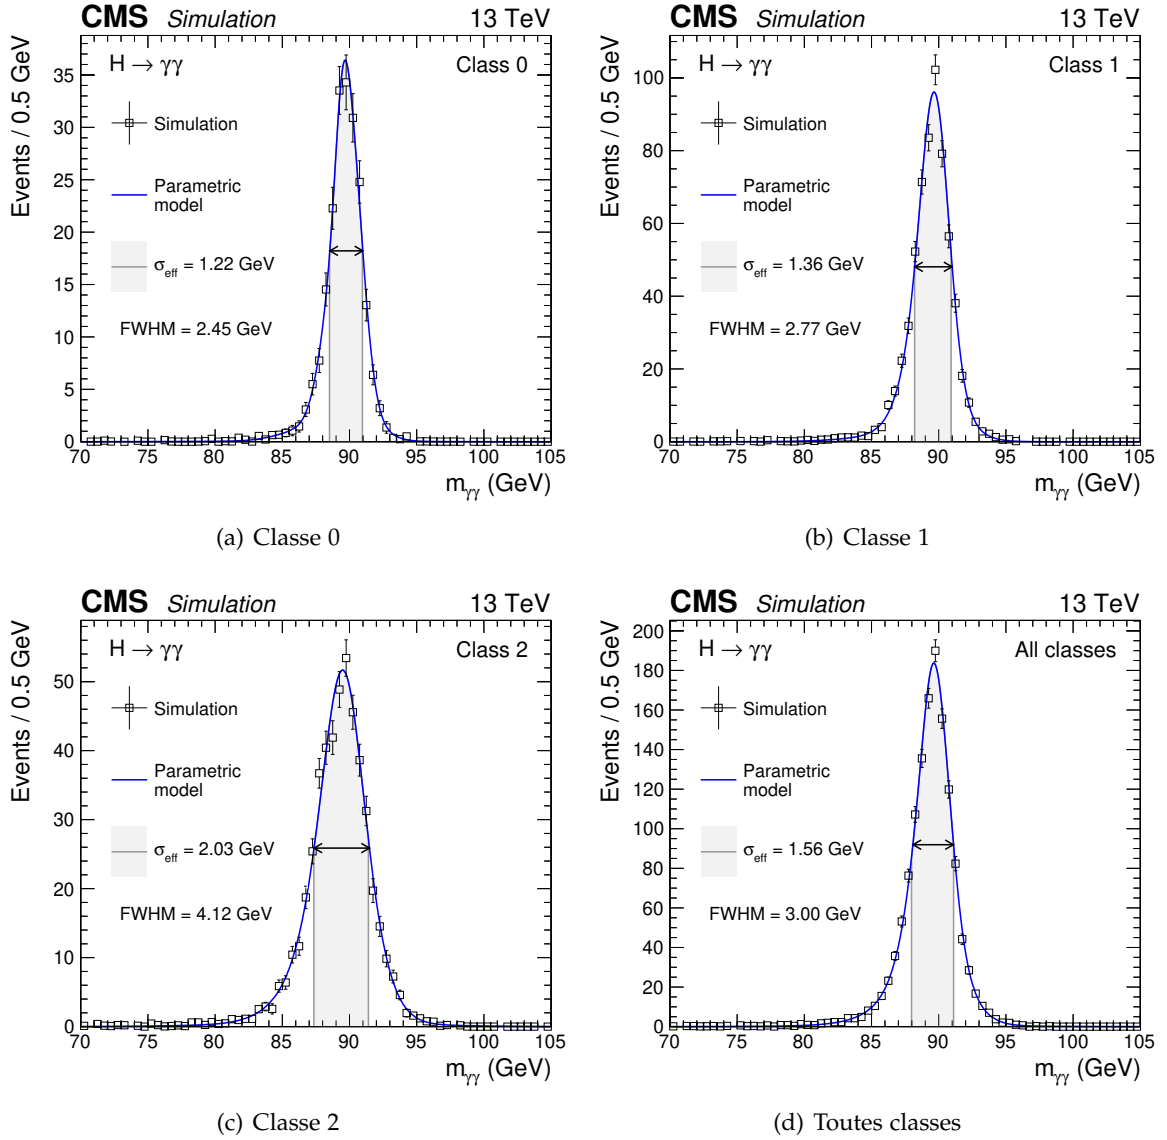 CMS Simulation 13 TeV
Events / 0.5 GeV
H → γγ
Class 0
Simulation
Parametric
model
σeff = 1.22 GeV
FWHM = 2.45 GeV
35
30
25
20
15
10
5
0
70 75 80 85 90 95 100 105
mγγ (GeV)
(a) Classe 0
CMS Simulation 13 TeV
Events / 0.5 GeV
H → γγ
Class 1
Simulation
Parametric
model
σeff = 1.36 GeV
FWHM = 2.77 GeV
100
80
60
40
20
0
70 75 80 85 90 95 100 105
mγγ (GeV)
(b) Classe 1
CMS Simulation 13 TeV
Events / 0.5 GeV
H → γγ
Class 2
Simulation
Parametric
model
σeff = 2.03 GeV
FWHM = 4.12 GeV
50
40
30
20
10
0
70 75 80 85 90 95 100 105
mγγ (GeV)
(c) Classe 2
CMS Simulation 13 TeV
Events / 0.5 GeV
H → γγ
All classes
Simulation
Parametric
model
σeff = 1.56 GeV
FWHM = 3.00 GeV
200
180
160
140
120
100
80
60
40
20
0
70 75 80 85 90 95 100 105
mγγ (GeV)
(d) Toutes classes